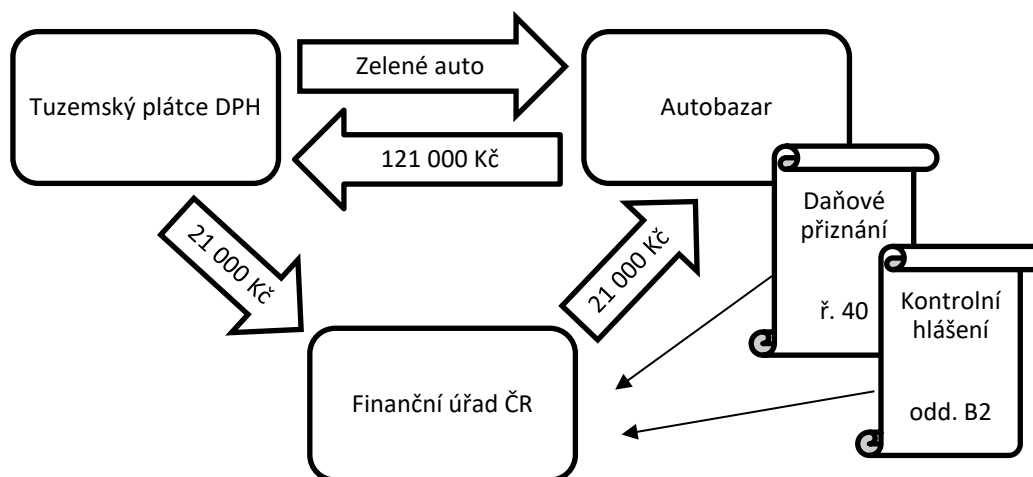 Zelené auto
Tuzemský plátce DPH
Autobazar
121 000 Kč
Daňové
přiznání
ř. 40
21 000 Kč
21 000 Kč
Kontrolní
hlášení
odd. B2
Finanční úřad ČR